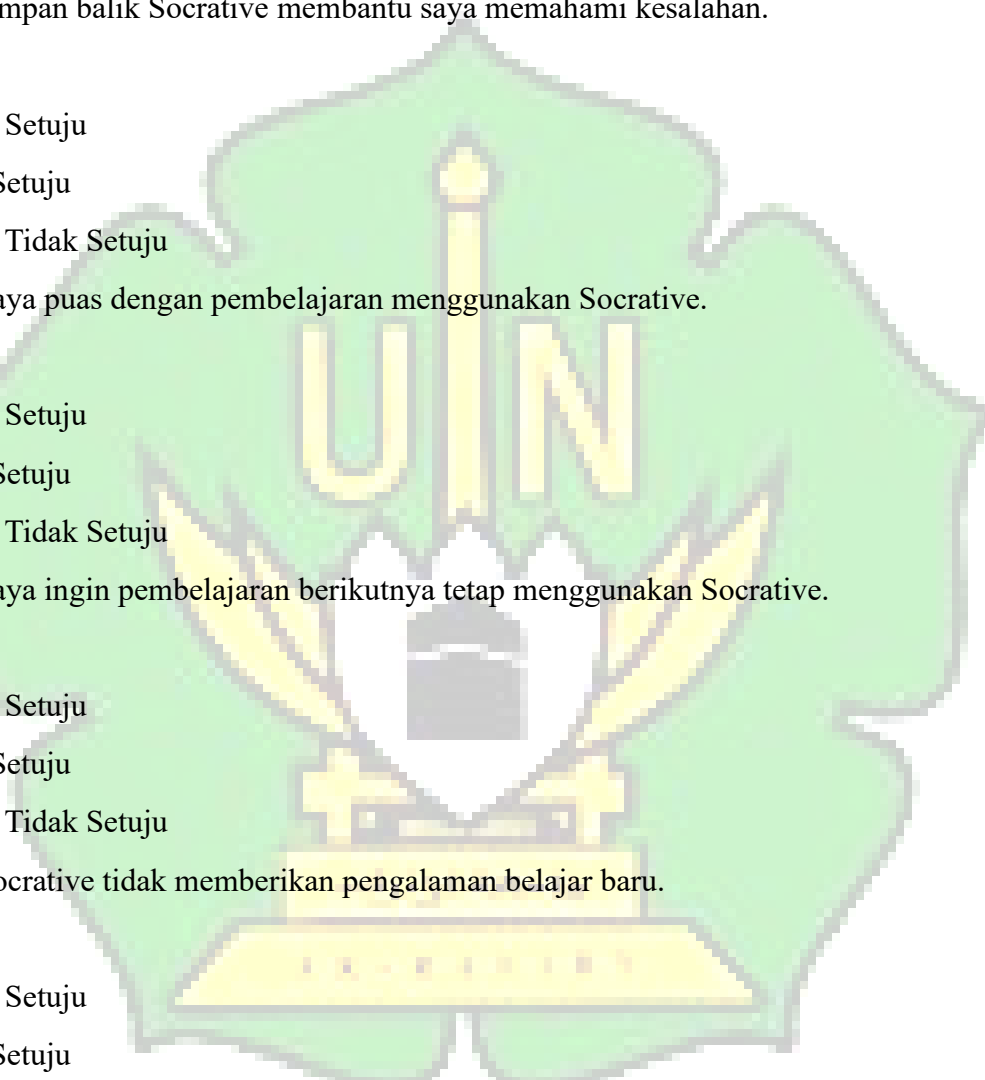 mpan balik Socrative membantu saya memahami kesalahan.
Setuju
Setuju
Tidak Setuju
aya puas dengan pembelajaran menggunakan Socrative.
UIN
Setuju
Setuju
Tidak Setuju
aya ingin pembelajaran berikutnya tetap menggunakan Socrative.
Setuju
Setuju
Tidak Setuju
ocrative tidak memberikan pengalaman belajar baru.
Setuju
Setuju